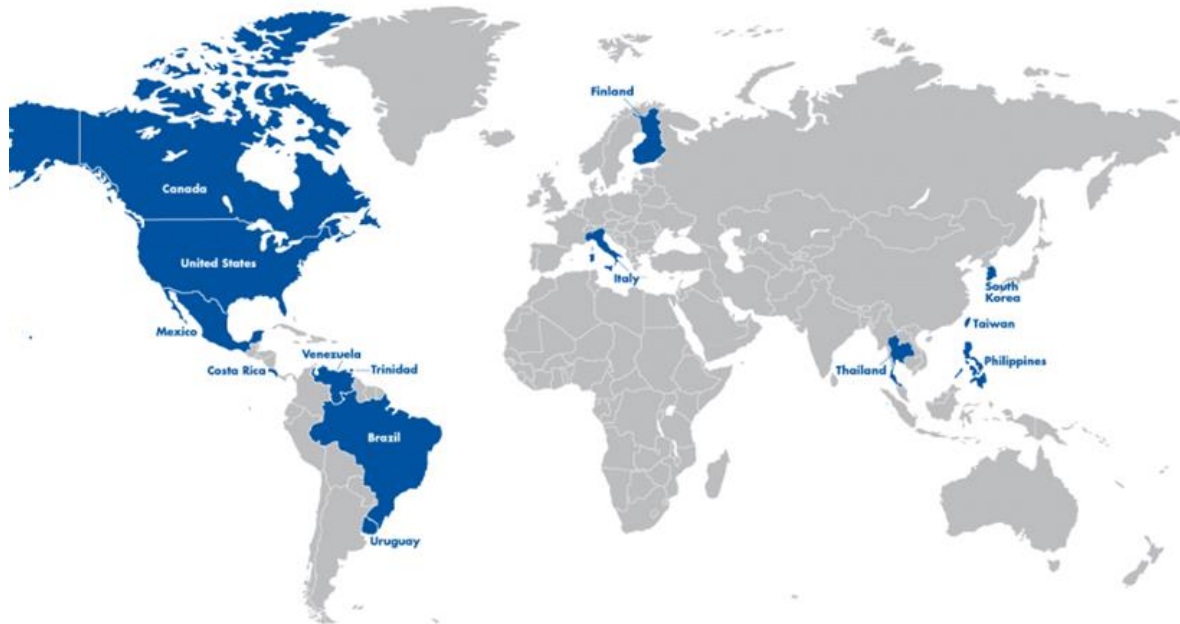 Finland
Canada
United States
Italy
South
Korea
Mexico
Taiwan
Venezuela
Trinidad
Philippines
Costa Rica
Thailand
Brazil
Uruguay